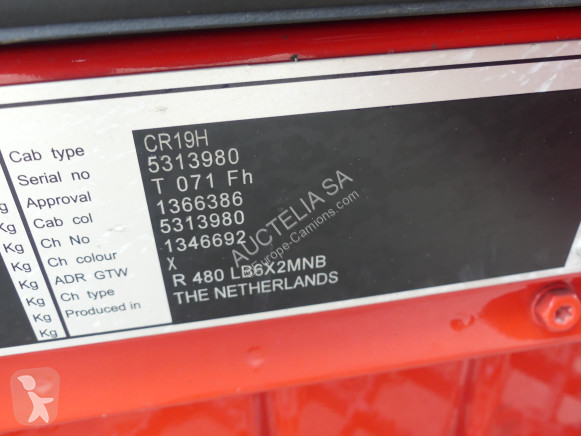 Cab type CR19H
Serial no 5313980
Approval T 071 Fh
Kg Cab col 1366386
Kg Ch No 5313980
Kg Ch colour 1346692
Kg ADR GTW X
Kg Ch type R 480 LB6X2MNB
Kg Produced in THE NETHERLANDS
Kg
AUCTELIA SA
Europe-Camions.com